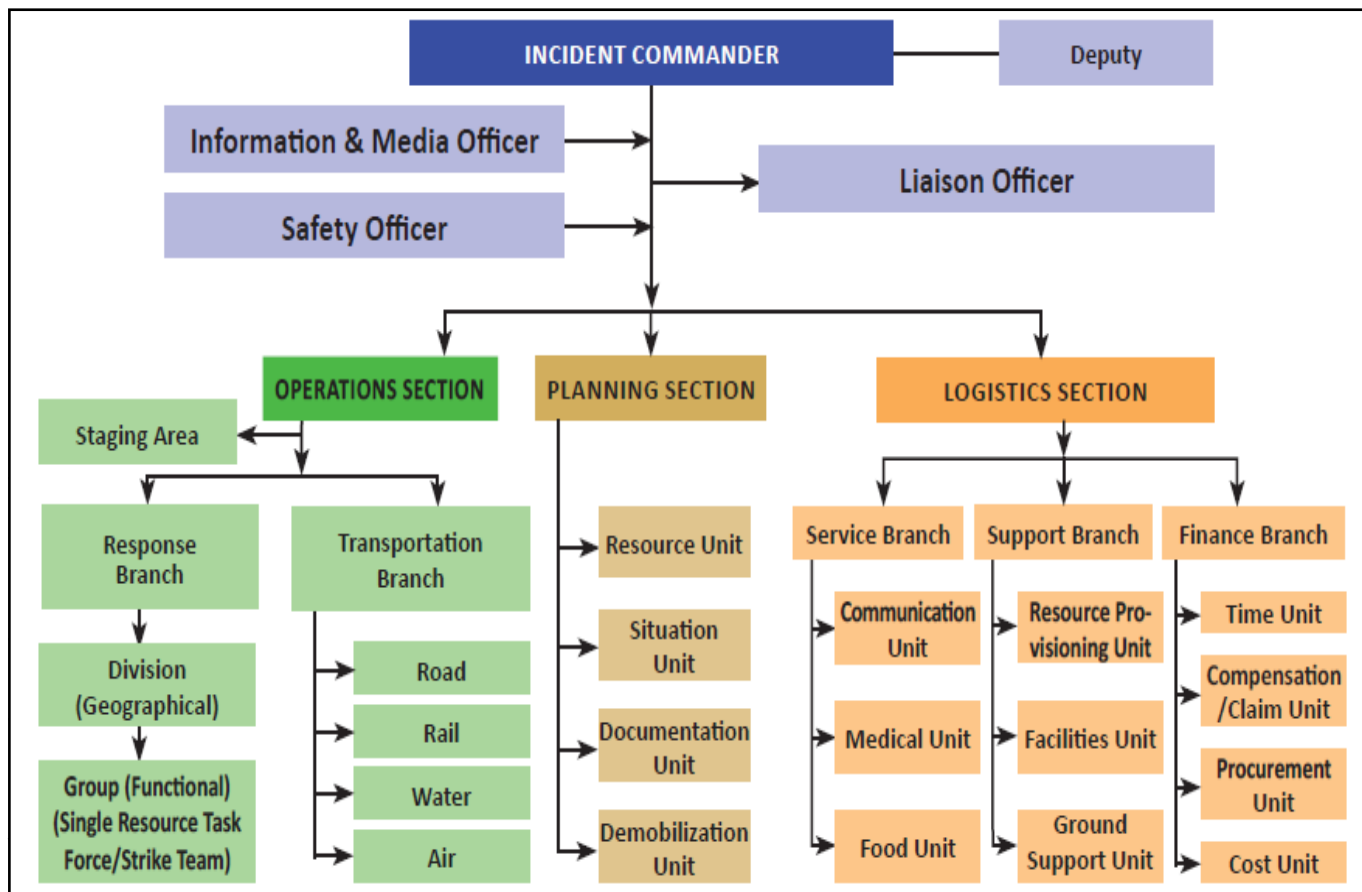 INCIDENT COMMANDER
Deputy
Information & Media Officer
Liaison Officer
Safety Officer
OPERATIONS SECTION
PLANNING SECTION
LOGISTICS SECTION
Staging Area
Response
Branch
Transportation
Branch
Division
(Geographical)
Group (Functional)
(Single Resource Task
Force/Strike Team)
Road
Rail
Water
Air
Resource Unit
Situation
Unit
Documentation
Unit
Demobilization
Unit
Service Branch
Support Branch
Finance Branch
Communication
Unit
Medical Unit
Food Unit
Resource Pro-
visioning Unit
Facilities Unit
Ground
Support Unit
Time Unit
Compensation
/Claim Unit
Procurement
Unit
Cost Unit